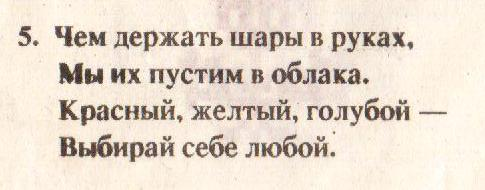 5. Чем держать шары в руках,
Мы их пустим в облака.
Красный, желтый, голубой —
Выбирай себе любой.